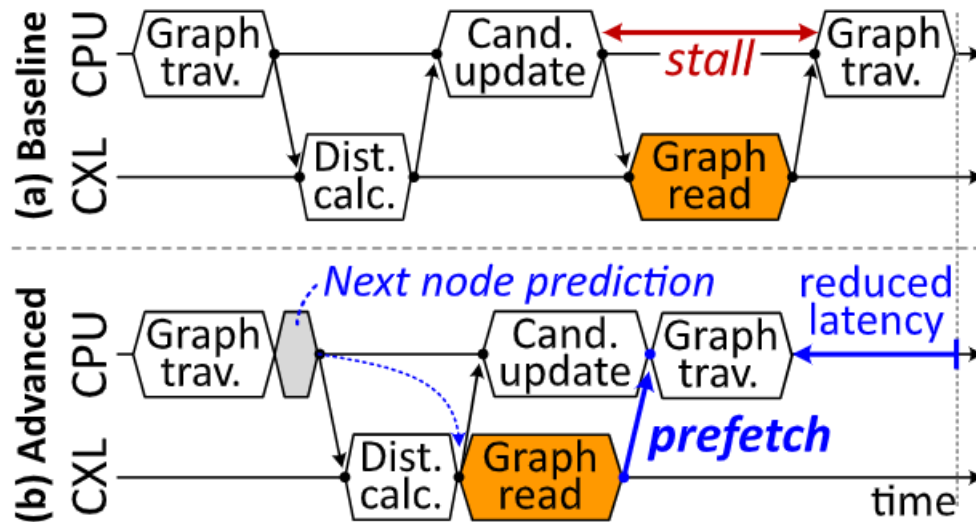 (a) Baseline
CPU
CXL
Graph
trav.
Cand.
update
stall
Graph
trav.
Dist.
calc.
Graph
read
(b) Advanced
CPU
CXL
Next node prediction
reduced
latency
Graph
trav.
Cand.
update
Graph
trav.
prefetch
Dist.
calc.
Graph
read
time